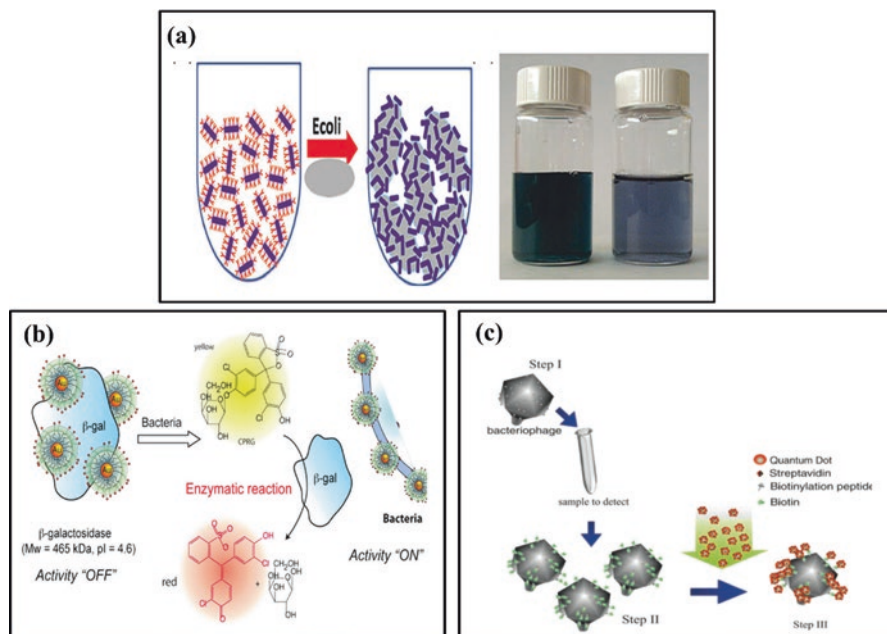 (a)
Ecoli
(b)
yellow
CPRG
β-gal
Bacteria
β-gal
Enzymatic reaction
Bacteria
β-galactosidase
(Mw = 465 kDa, pI = 4.6)
Activity "OFF"
red
+
Activity "ON"
(c)
Step I
bacteriophage
sample to detect
Quantum Dot
Streptavidin
Biotinylation peptide
Biotin
Step II
Step III